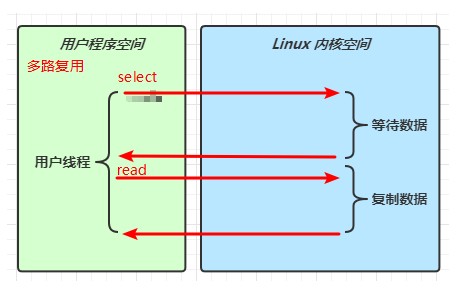 用户程序空间
Linux 内核空间
多路复用
select
等待数据
用户线程
read
复制数据